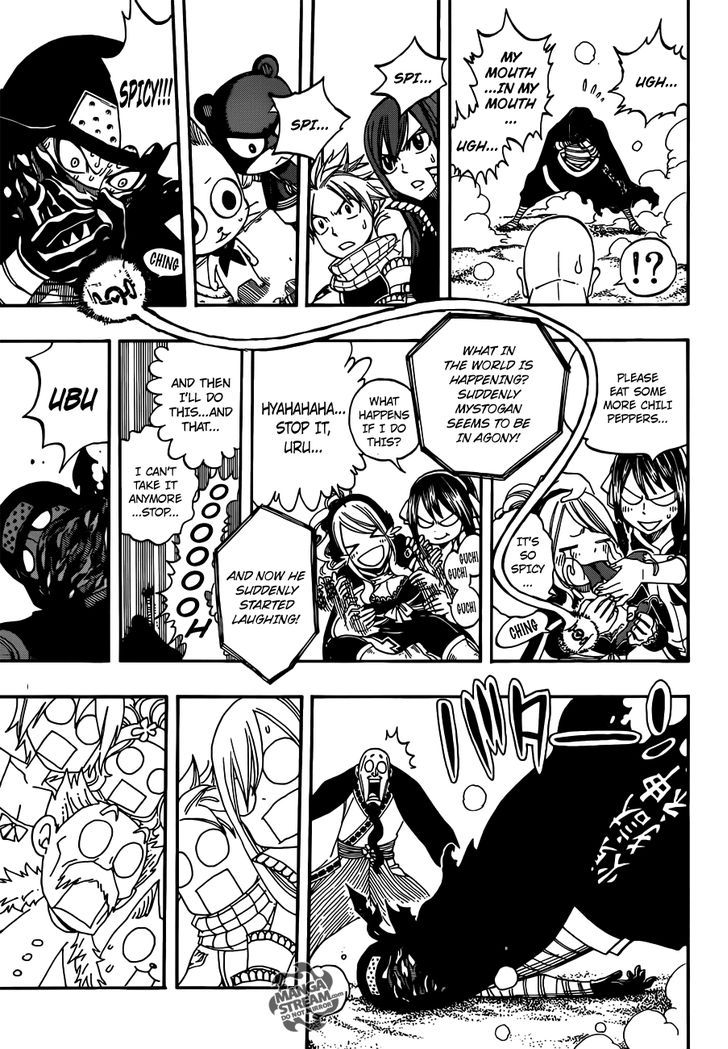 UGH...
MY
MOUTH
...IN MY
MOUTH
...
UGH...
!?
SPI...
SPI...
SPICY!!!
CHING
PLEASE
EAT SOME
MORE CHILI
PEPPERS...
IT'S
SO
SPICY
...
CHING
WHAT IN
THE WORLD IS
HAPPENING?
SUDDENLY
MYSTOGAN
SEEMS TO BE
IN AGONY!
WHAT
HAPPENS
IF I DO
THIS?
HYAHAHAHA...
STOP IT,
URU...
GUCHI
GUCHI
GUCHI
AND NOW HE
SUDDENLY
STARTED
LAUGHING!
AND THEN
I'LL DO
THIS...AND
THAT...
I CAN'T
TAKE IT
ANYMORE
...STOP...
OOOOOOOH
UBU
MANGA
STREAM.COM
DO NOT MIRROR